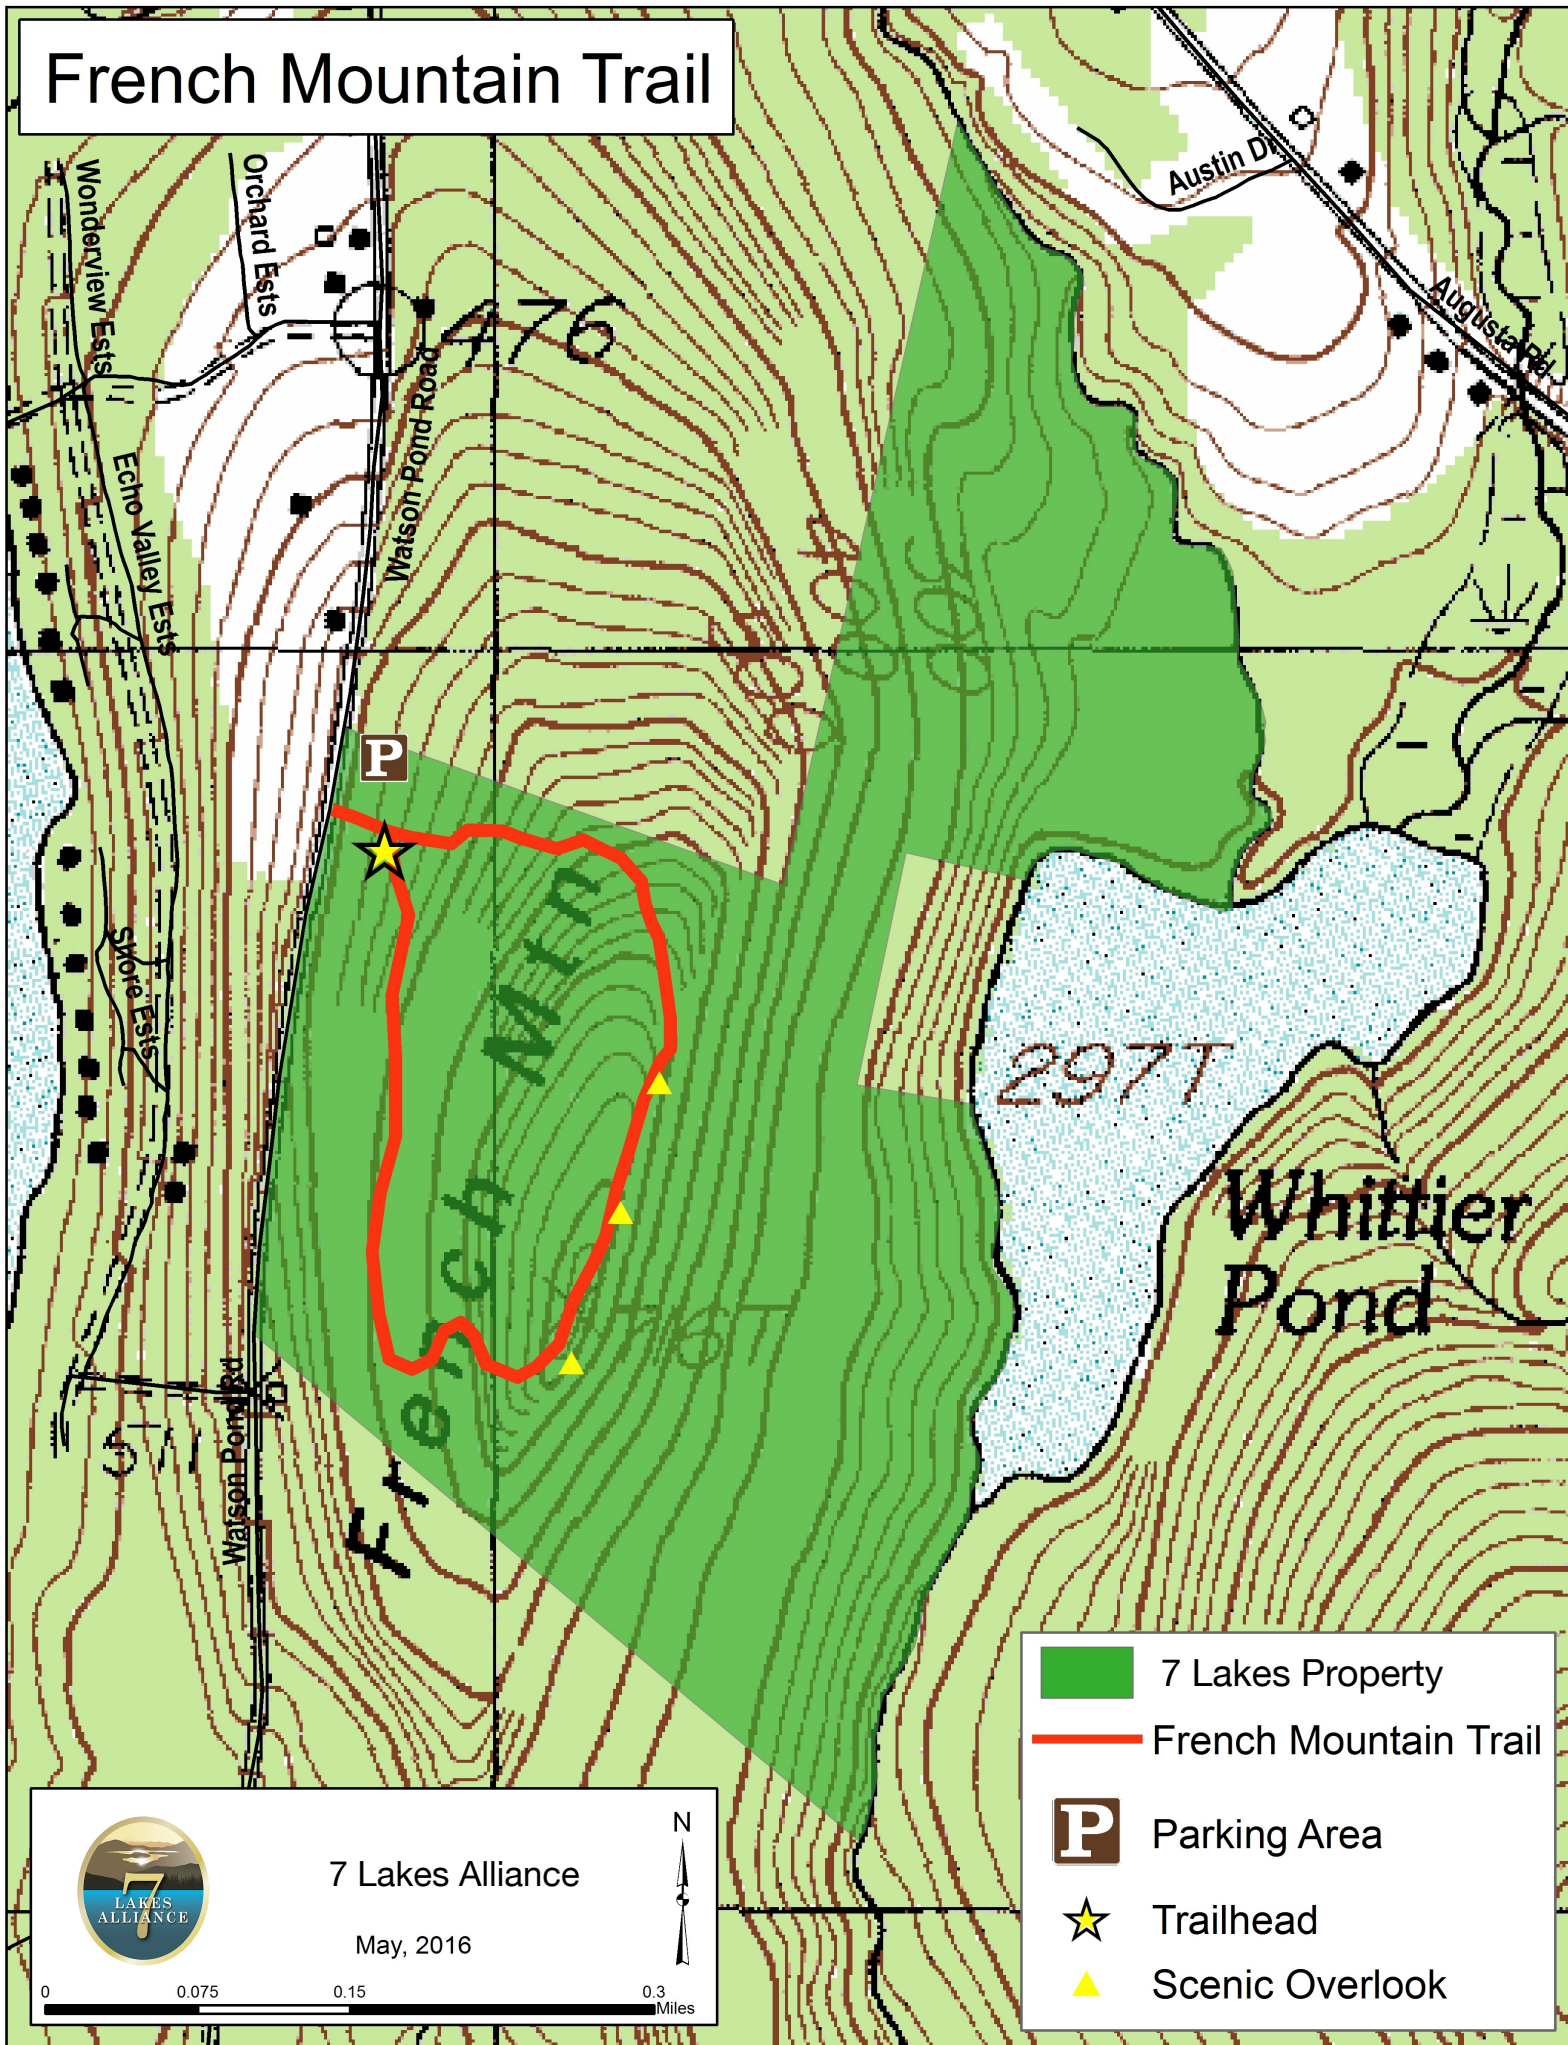 French Mountain Trail
Wonderview Ests
Orchard Ests
Austin Dr
Augusta Rd
476
Watson Pond Road
Echo Valley Ests
P
Shore Ests
French Mtn
297T
Whittier
Pond
Watson Pond Rd
571
7 Lakes Property
French Mountain Trail
P
Parking Area
Trailhead
Scenic Overlook
7
LAKES
ALLIANCE
7 Lakes Alliance
May, 2016
N
0 0.075 0.15 0.3
Miles